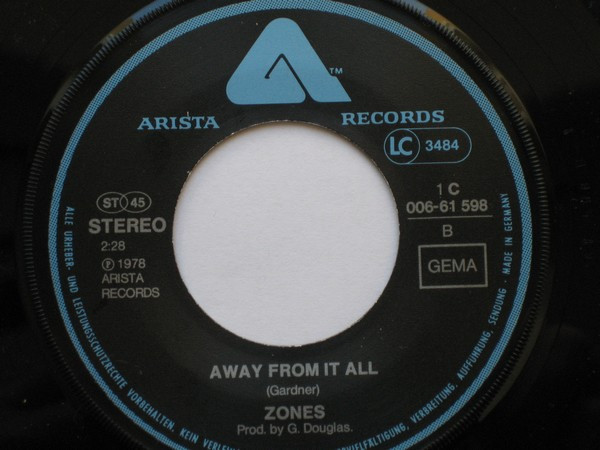 TM
ARISTA RECORDS
LC 3484
ST 45
STEREO
2:28
Ⓟ 1978
ARISTA
RECORDS
1 C
006-61 598
B
GEMA
AWAY FROM IT ALL
(Gardner)
ZONES
Prod. by G. Douglas.
ALLE URHEBER- UND LEISTUNGSSCHUTZRECHTE VORBEHALTEN. KEIN VERLEIH
VERVIELFÄLTIGUNG, VERBREITUNG, AUFFÜHRUNG, SENDUNG · MADE IN GERMANY